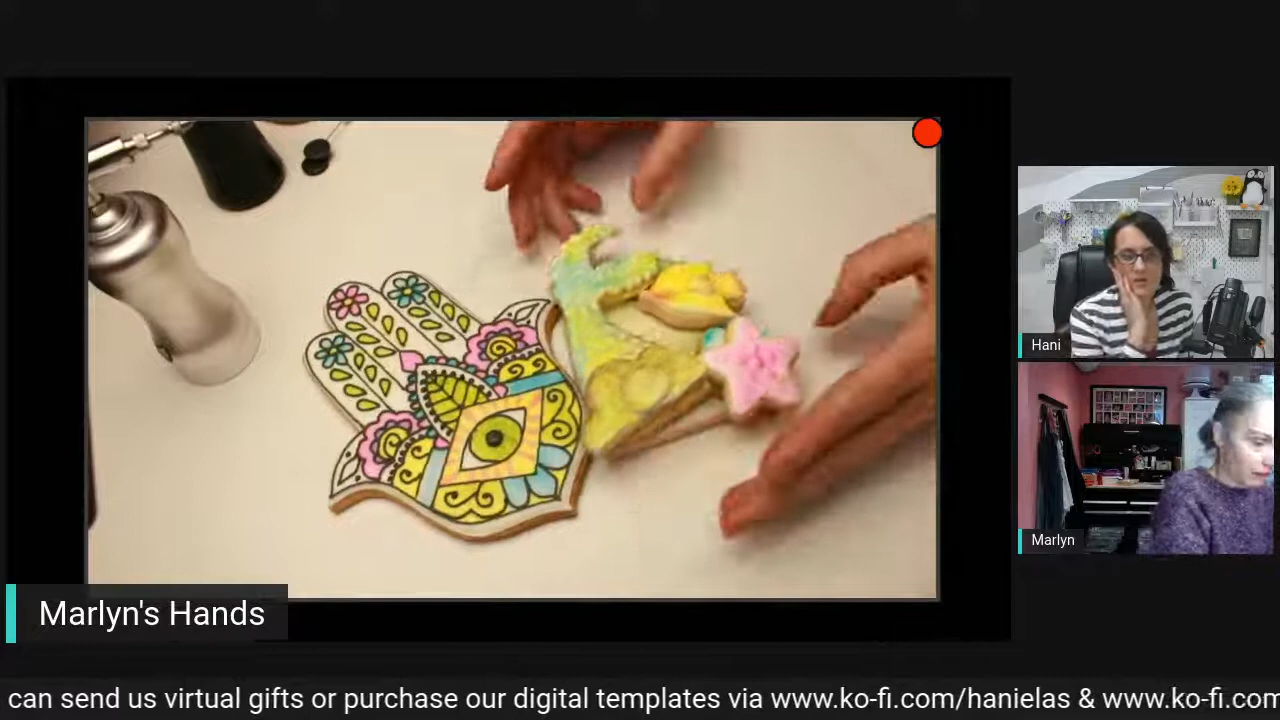 Hani
Marlyn
Marlyn's Hands
can send us virtual gifts or purchase our digital templates via www.ko-fi.com/hanielas & www.ko-fi.com